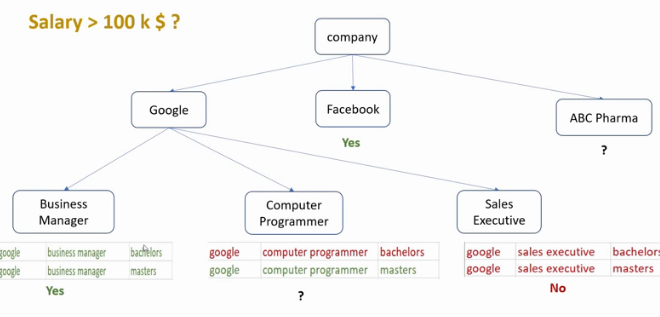 Salary > 100 k $ ?
company
Google
Facebook
ABC Pharma
Yes
?
Business
Manager
Computer
Programmer
Sales
Executive
google business manager bachelors
google business manager masters
google computer programmer bachelors
google computer programmer masters
google sales executive bachelors
google sales executive masters
Yes
?
No